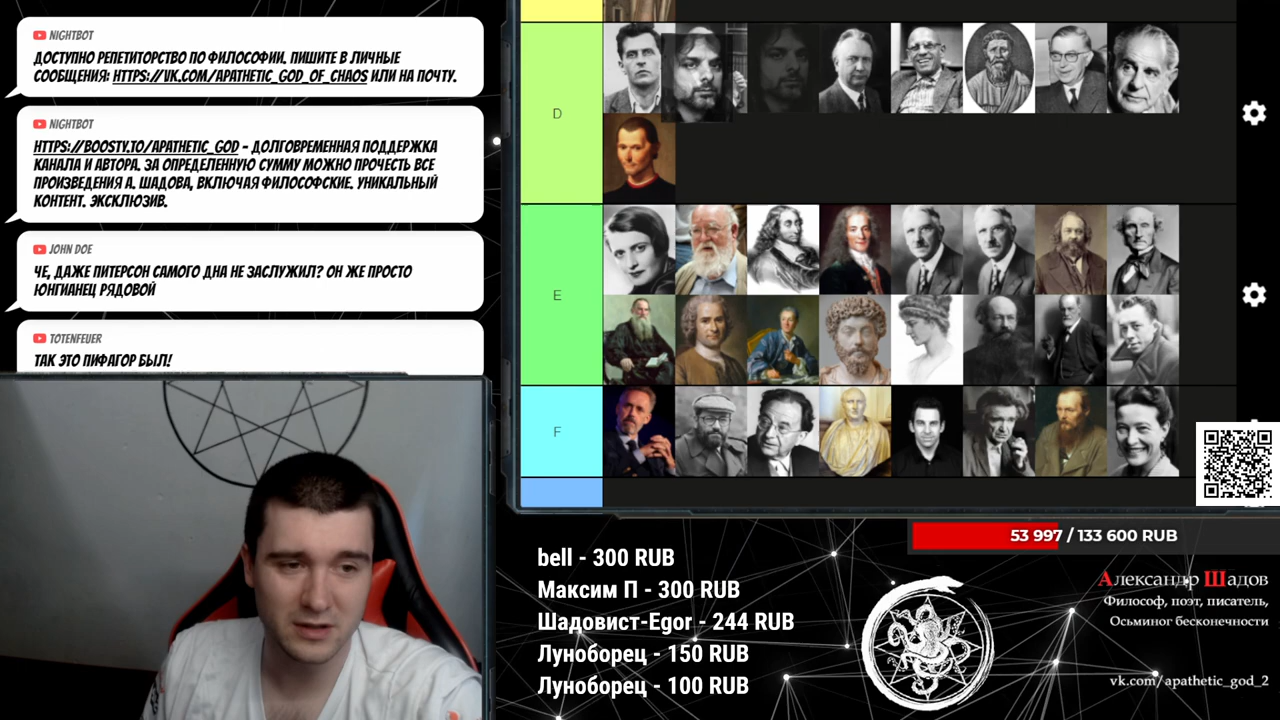 NIGHTBOT
ДОСТУПНО РЕПЕТИТОРСТВО ПО ФИЛОСОФИИ. ПИШИТЕ В ЛИЧНЫЕ
СООБЩЕНИЯ: HTTPS://VK.COM/APATHETIC_GOD_OF_CHAOS ИЛИ НА ПОЧТУ.
NIGHTBOT
HTTPS://BOOSTY.TO/APATHETIC_GOD - ДОЛГОВРЕМЕННАЯ ПОДДЕРЖКА
КАНАЛА И АВТОРА. ЗА ОПРЕДЕЛЕННУЮ СУММУ МОЖНО ПРОЧЕСТЬ ВСЕ
ПРОИЗВЕДЕНИЯ А. ШАДОВА, ВКЛЮЧАЯ ФИЛОСОФСКИЕ. УНИКАЛЬНЫЙ
КОНТЕНТ. ЭКСКЛЮЗИВ.
JOHN DOE
ЧЕ, ДАЖЕ ПИТЕРСОН САМОГО ДНА НЕ ЗАСЛУЖИЛ? ОН ЖЕ ПРОСТО
ЮНГИАНЕЦ РЯДОВОЙ
TOTENFEUER
ТАК ЭТО ПИФАГОР БЫЛ!
D
E
F
53 997 / 133 600 RUB
bell - 300 RUB
Максим П - 300 RUB
Шадовист-Egor - 244 RUB
Луноборец - 150 RUB
Луноборец - 100 RUB
Александр Шадов
Философ, поэт, писатель,
Осьминог бесконечности
vk.com/apathetic_god_2